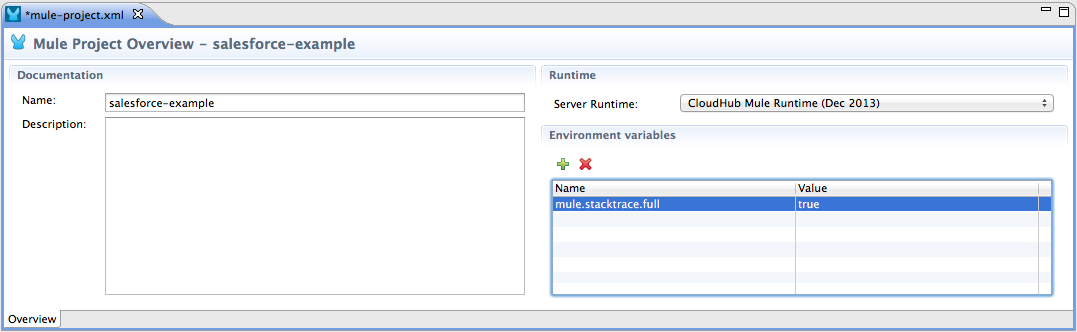 *mule-project.xml
Mule Project Overview - salesforce-example
Documentation
Name:
salesforce-example
Description:
Runtime
Server Runtime:
CloudHub Mule Runtime (Dec 2013)
Environment variables
Name Value
mule.stacktrace.full true
Overview